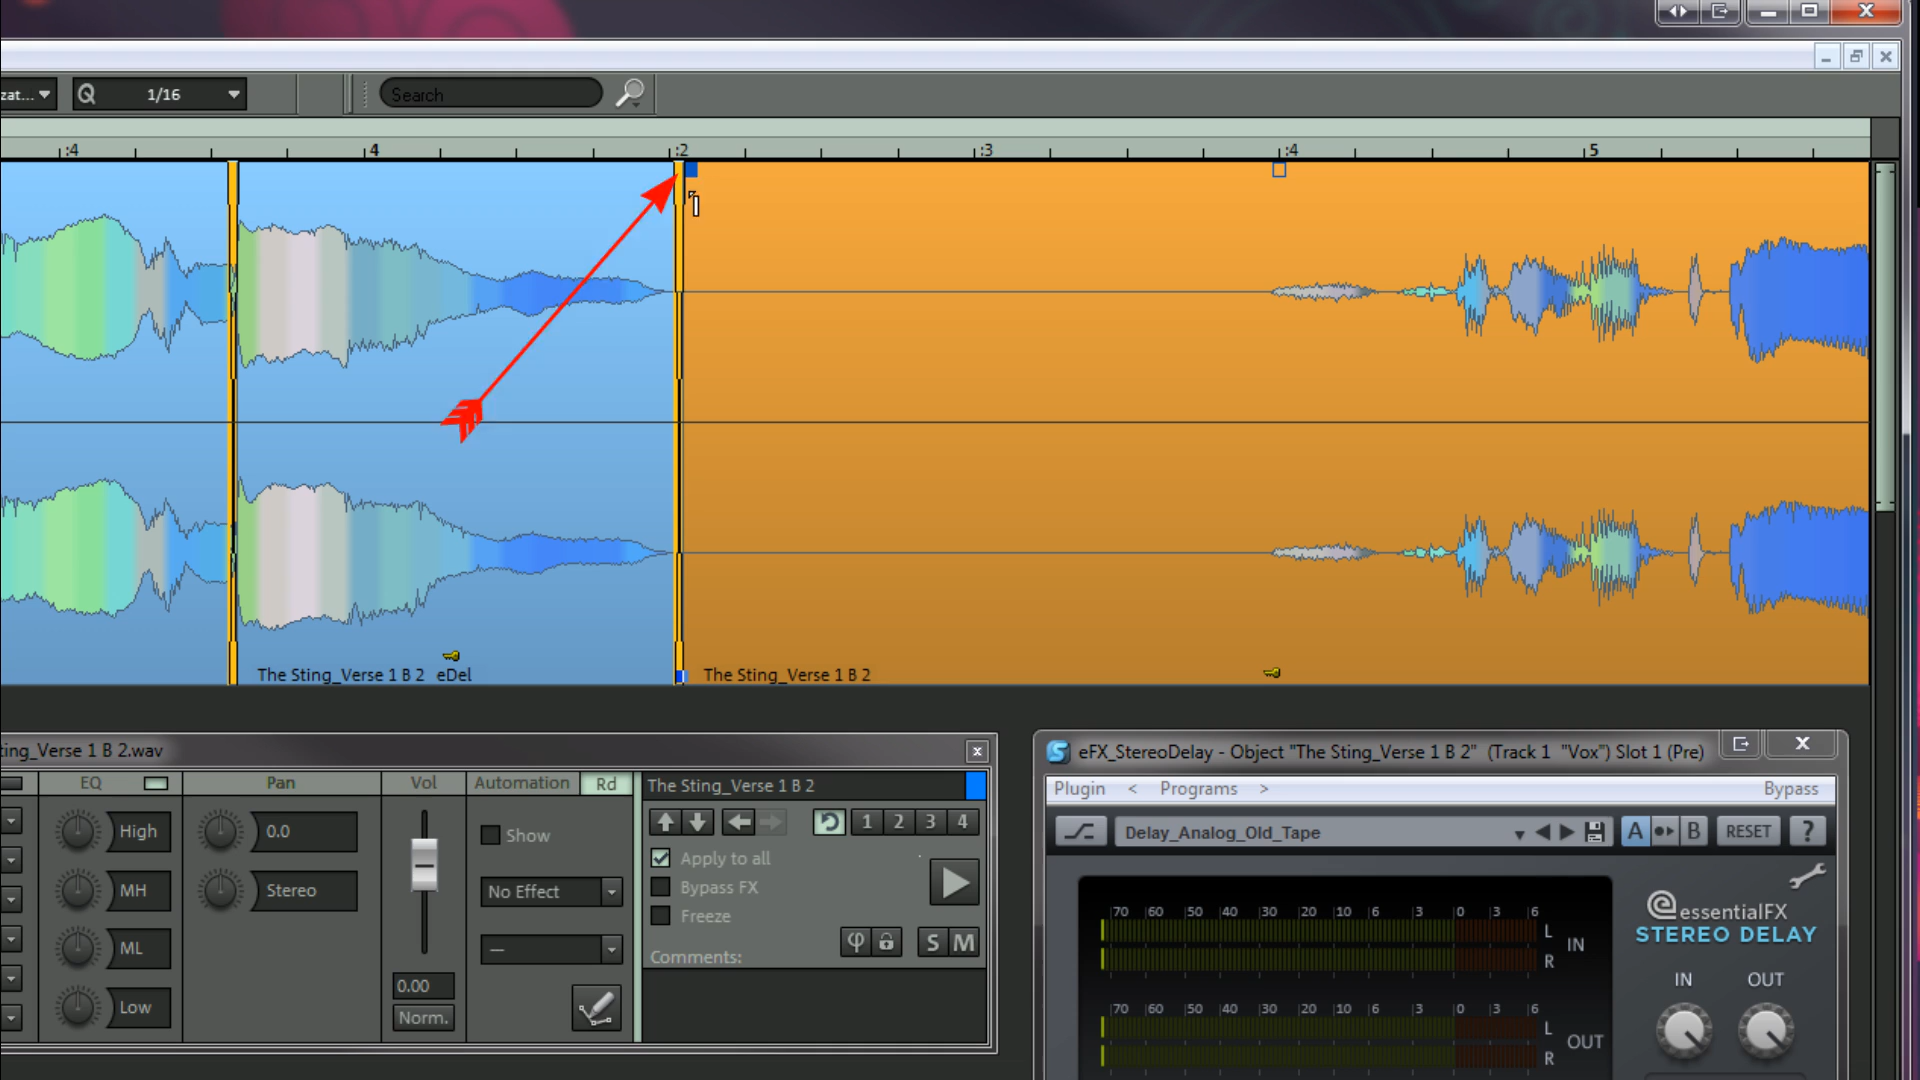 zat...
Q 1/16
Search
:4 4 :2 :3 :4 5
The Sting_Verse 1 B 2 eDel
The Sting_Verse 1 B 2
ing_Verse 1 B 2.wav
EQ Pan Vol Automation Rd
The Sting_Verse 1 B 2
High
0.0
Show
1 2 3 4
Apply to all
MH
Stereo
No Effect
Bypass FX
Freeze
ML
—
S M
Comments:
0.00
Low
Norm.
eFX_StereoDelay - Object "The Sting_Verse 1 B 2" (Track 1 "Vox") Slot 1 (Pre)
Plugin < Programs > Bypass
Delay_Analog_Old_Tape
A B RESET ?
70 60 50 40 30 20 10 6 3 0 3 6
L
IN
R
70 60 50 40 30 20 10 6 3 0 3 6
L
OUT
R
essentialFX
STEREO DELAY
IN OUT